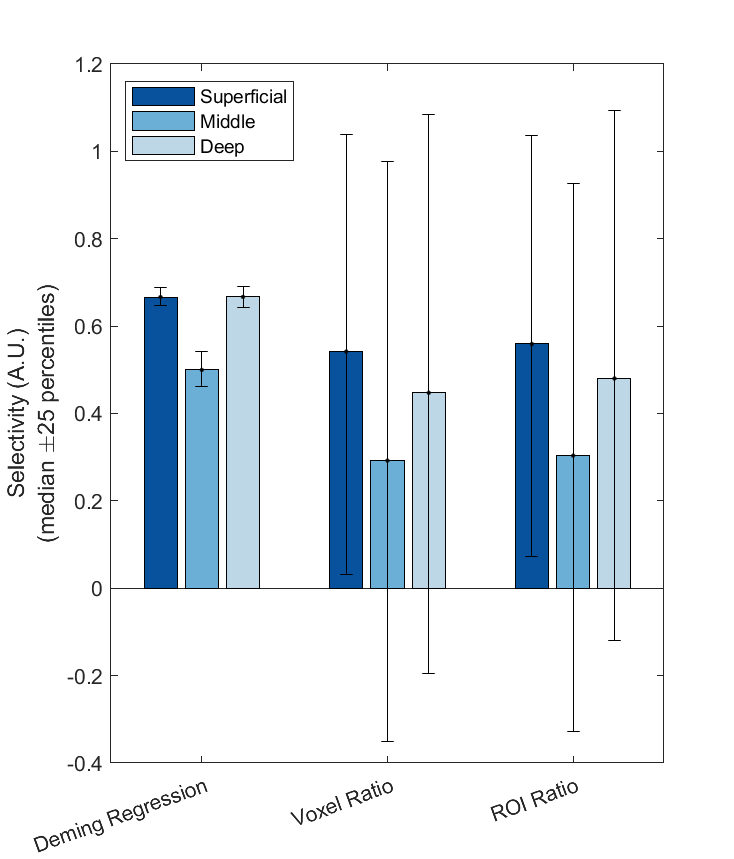 1.2
1
0.8
0.6
0.4
0.2
0
-0.2
-0.4
Selectivity (A.U.)
(median ±25 percentiles)
Superficial
Middle
Deep
Deming Regression
Voxel Ratio
ROI Ratio